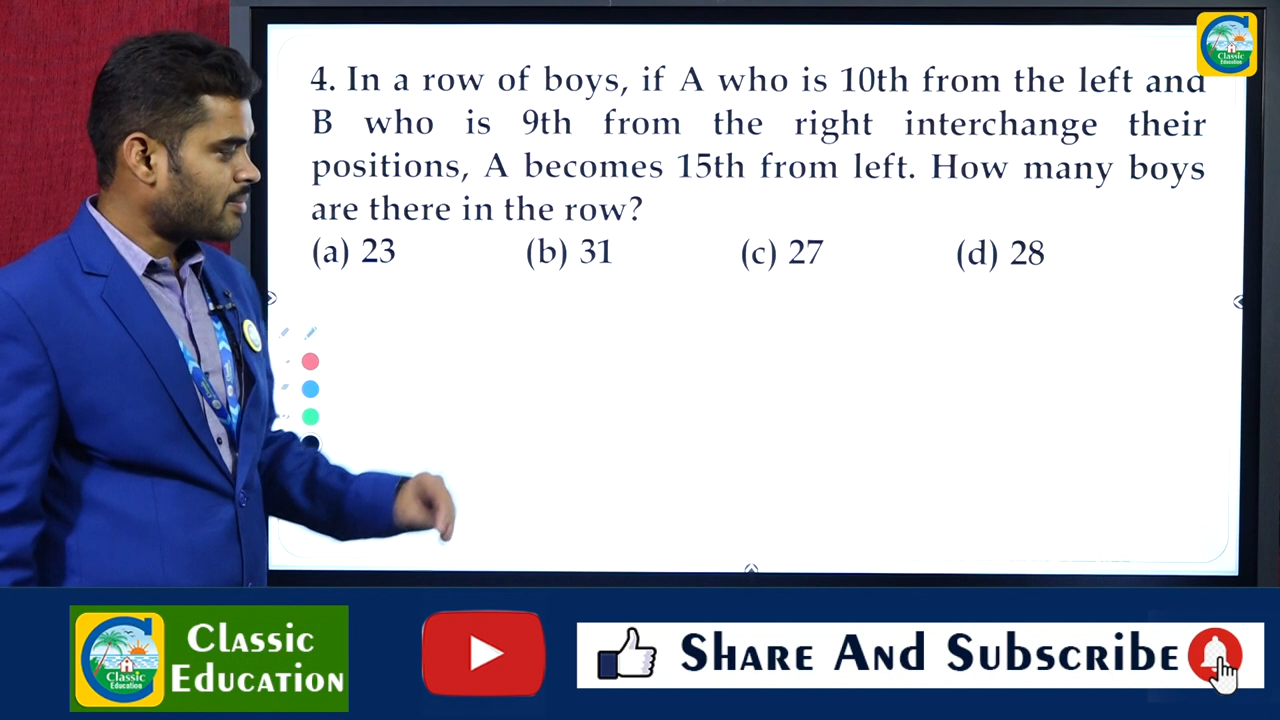 Classic
Education
4. In a row of boys, if A who is 10th from the left and
B who is 9th from the right interchange their
positions, A becomes 15th from left. How many boys
are there in the row?
(a) 23 (b) 31 (c) 27 (d) 28
Classic
Education
Classic
Education
Share And Subscribe